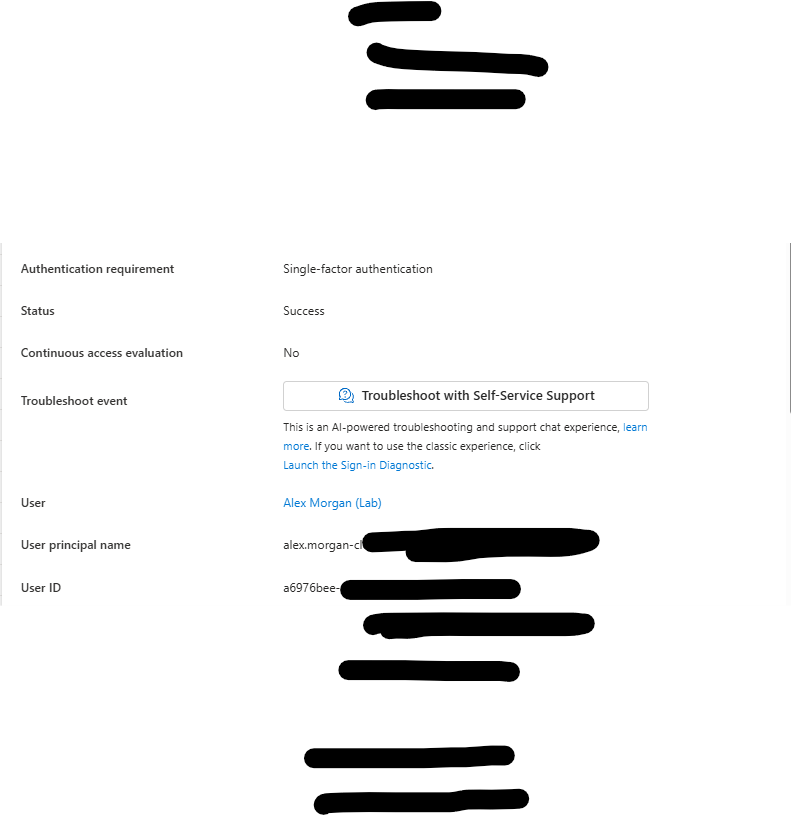 Authentication requirement Single-factor authentication
Status Success
Continuous access evaluation No
Troubleshoot event Troubleshoot with Self-Service Support
This is an AI-powered troubleshooting and support chat experience, learn
more. If you want to use the classic experience, click
Launch the Sign-in Diagnostic.
User Alex Morgan (Lab)
User principal name alex.morgan-cl
User ID a6976bee-